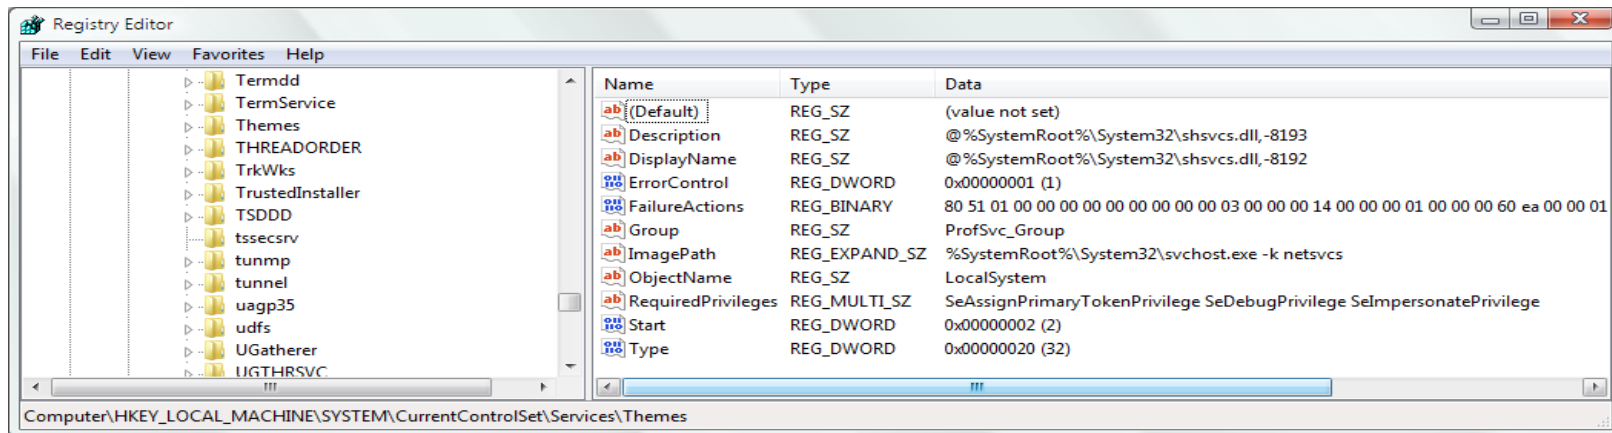 Registry Editor
File Edit View Favorites Help
Termdd
TermService
Themes
THREADORDER
TrkWks
TrustedInstaller
TSDDD
tssecsrv
tunmp
tunnel
uagp35
udfs
UGatherer
UGTHRSVC
Name Type Data
(Default) REG_SZ (value not set)
Description REG_SZ @%SystemRoot%\System32\shsvcs.dll,-8193
DisplayName REG_SZ @%SystemRoot%\System32\shsvcs.dll,-8192
ErrorControl REG_DWORD 0x00000001 (1)
FailureActions REG_BINARY 80 51 01 00 00 00 00 00 00 00 00 00 03 00 00 00 14 00 00 00 01 00 00 00 60 ea 00 00 01
Group REG_SZ ProfSvc_Group
ImagePath REG_EXPAND_SZ %SystemRoot%\System32\svchost.exe -k netsvcs
ObjectName REG_SZ LocalSystem
RequiredPrivileges REG_MULTI_SZ SeAssignPrimaryTokenPrivilege SeDebugPrivilege SeImpersonatePrivilege
Start REG_DWORD 0x00000002 (2)
Type REG_DWORD 0x00000020 (32)
Computer\HKEY_LOCAL_MACHINE\SYSTEM\CurrentControlSet\Services\Themes